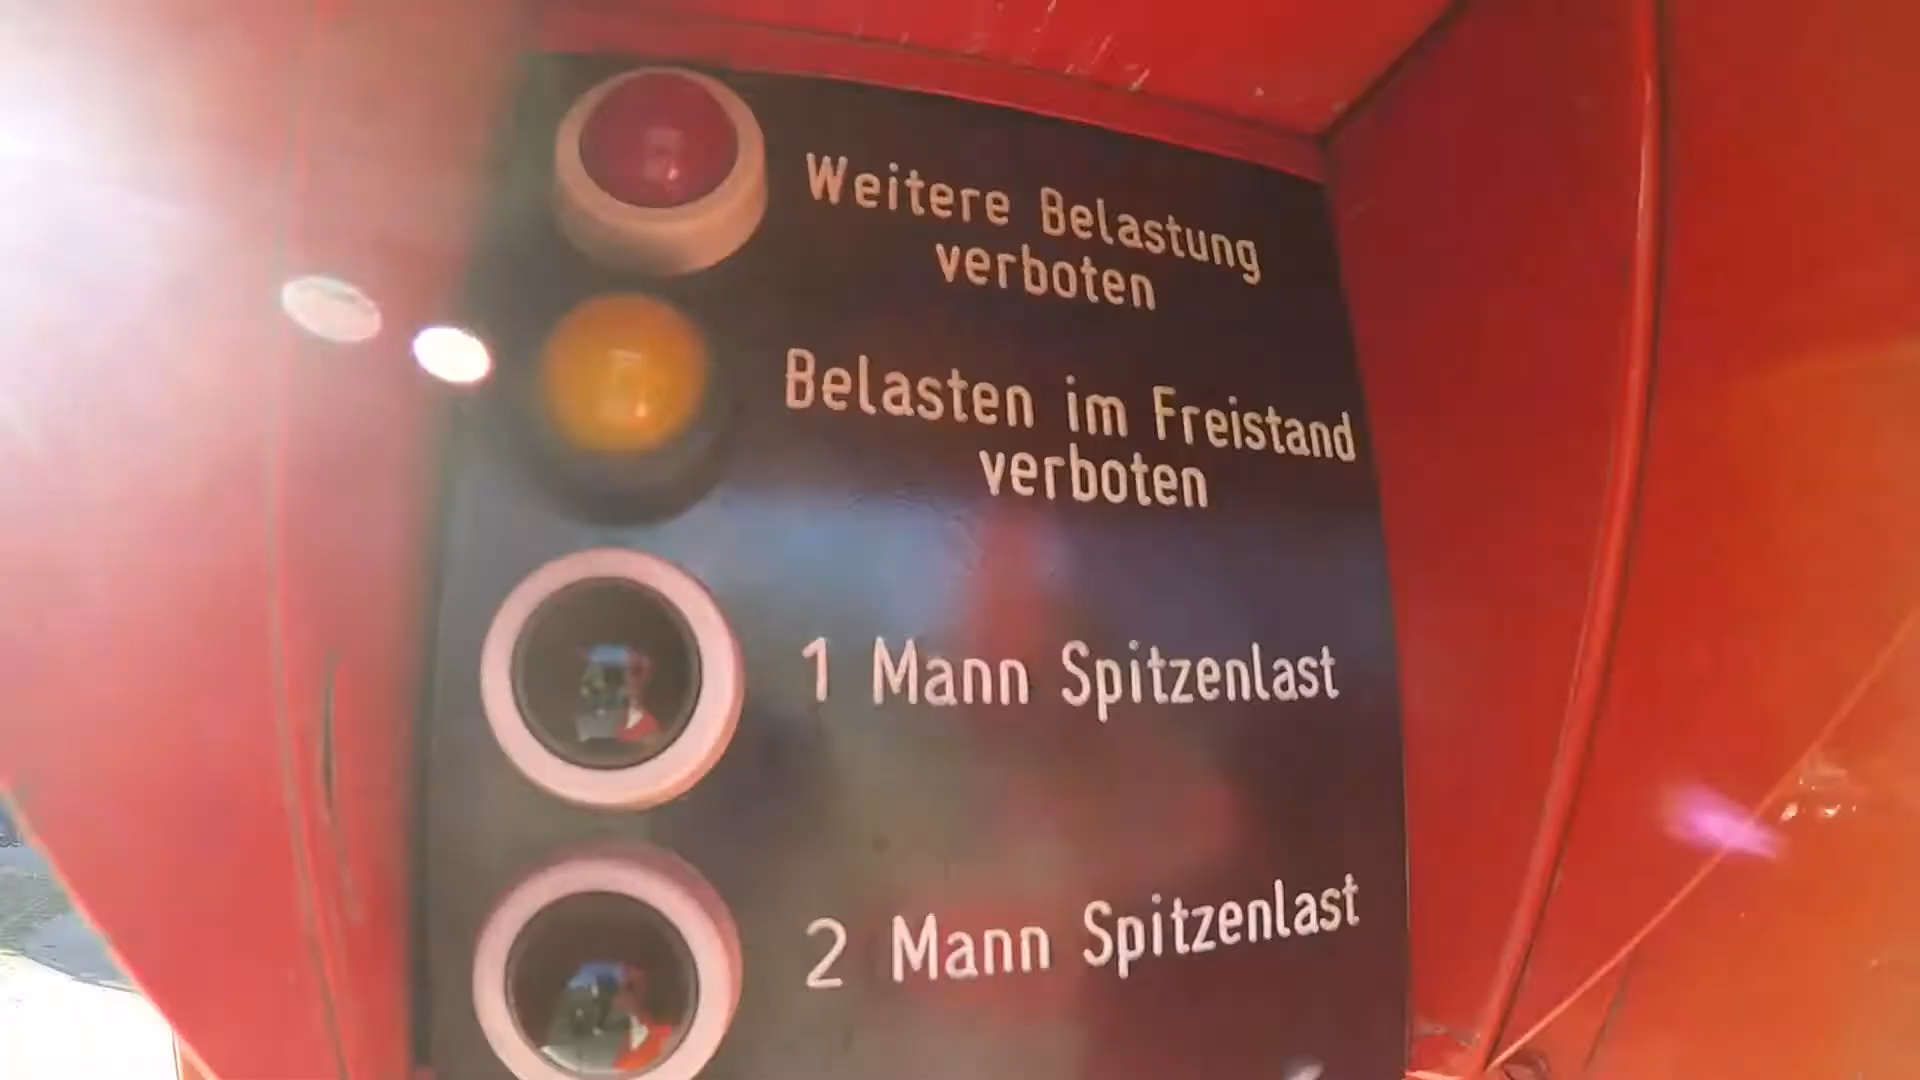 Weitere Belastung
verboten
Belasten im Freistand
verboten
1 Mann Spitzenlast
2 Mann Spitzenlast